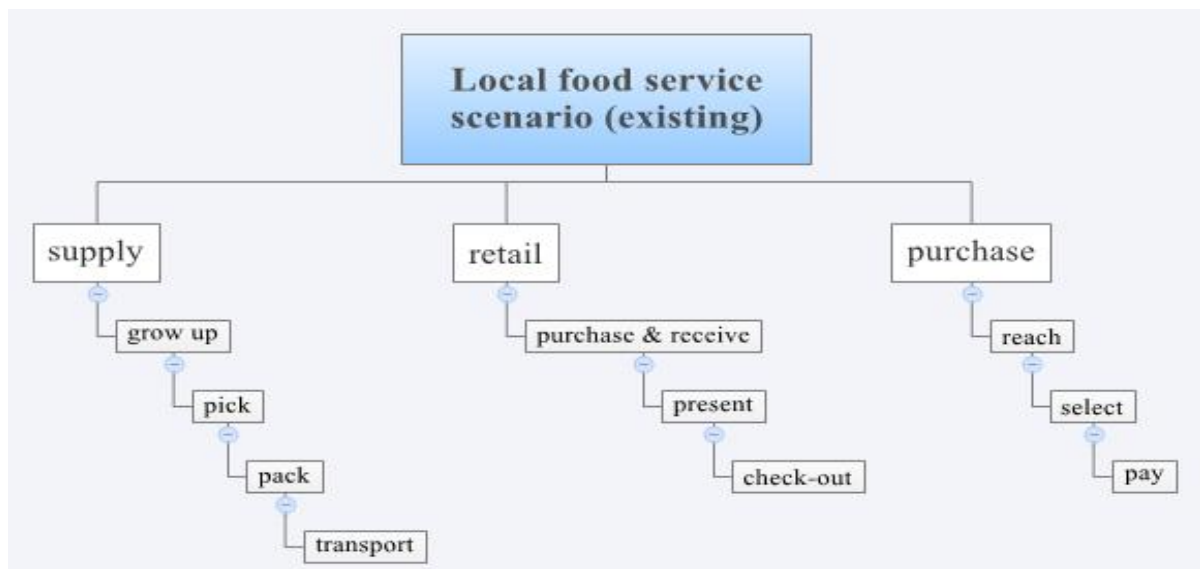 Local food service
scenario (existing)
supply
retail
purchase
grow up
purchase & receive
reach
pick
present
select
pack
check-out
pay
transport